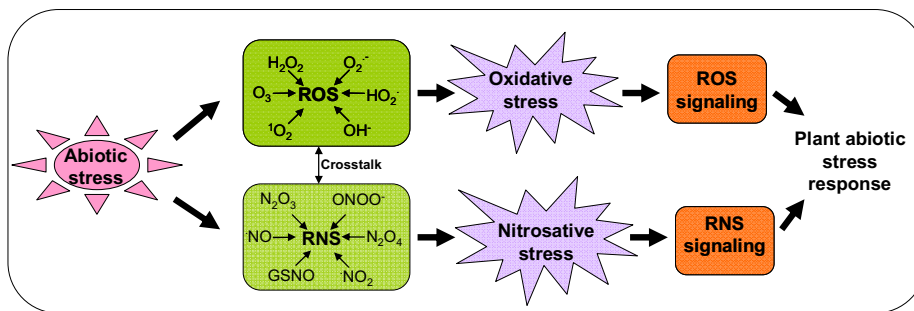 Abiotic
stress
H₂O₂
O₂·⁻
O₃
ROS
HO₂·
¹O₂
OH⁻
Crosstalk
N₂O₃
ONOO⁻
·NO
RNS
N₂O₄
GSNO
·NO₂
Oxidative
stress
Nitrosative
stress
ROS
signaling
RNS
signaling
Plant abiotic
stress
response